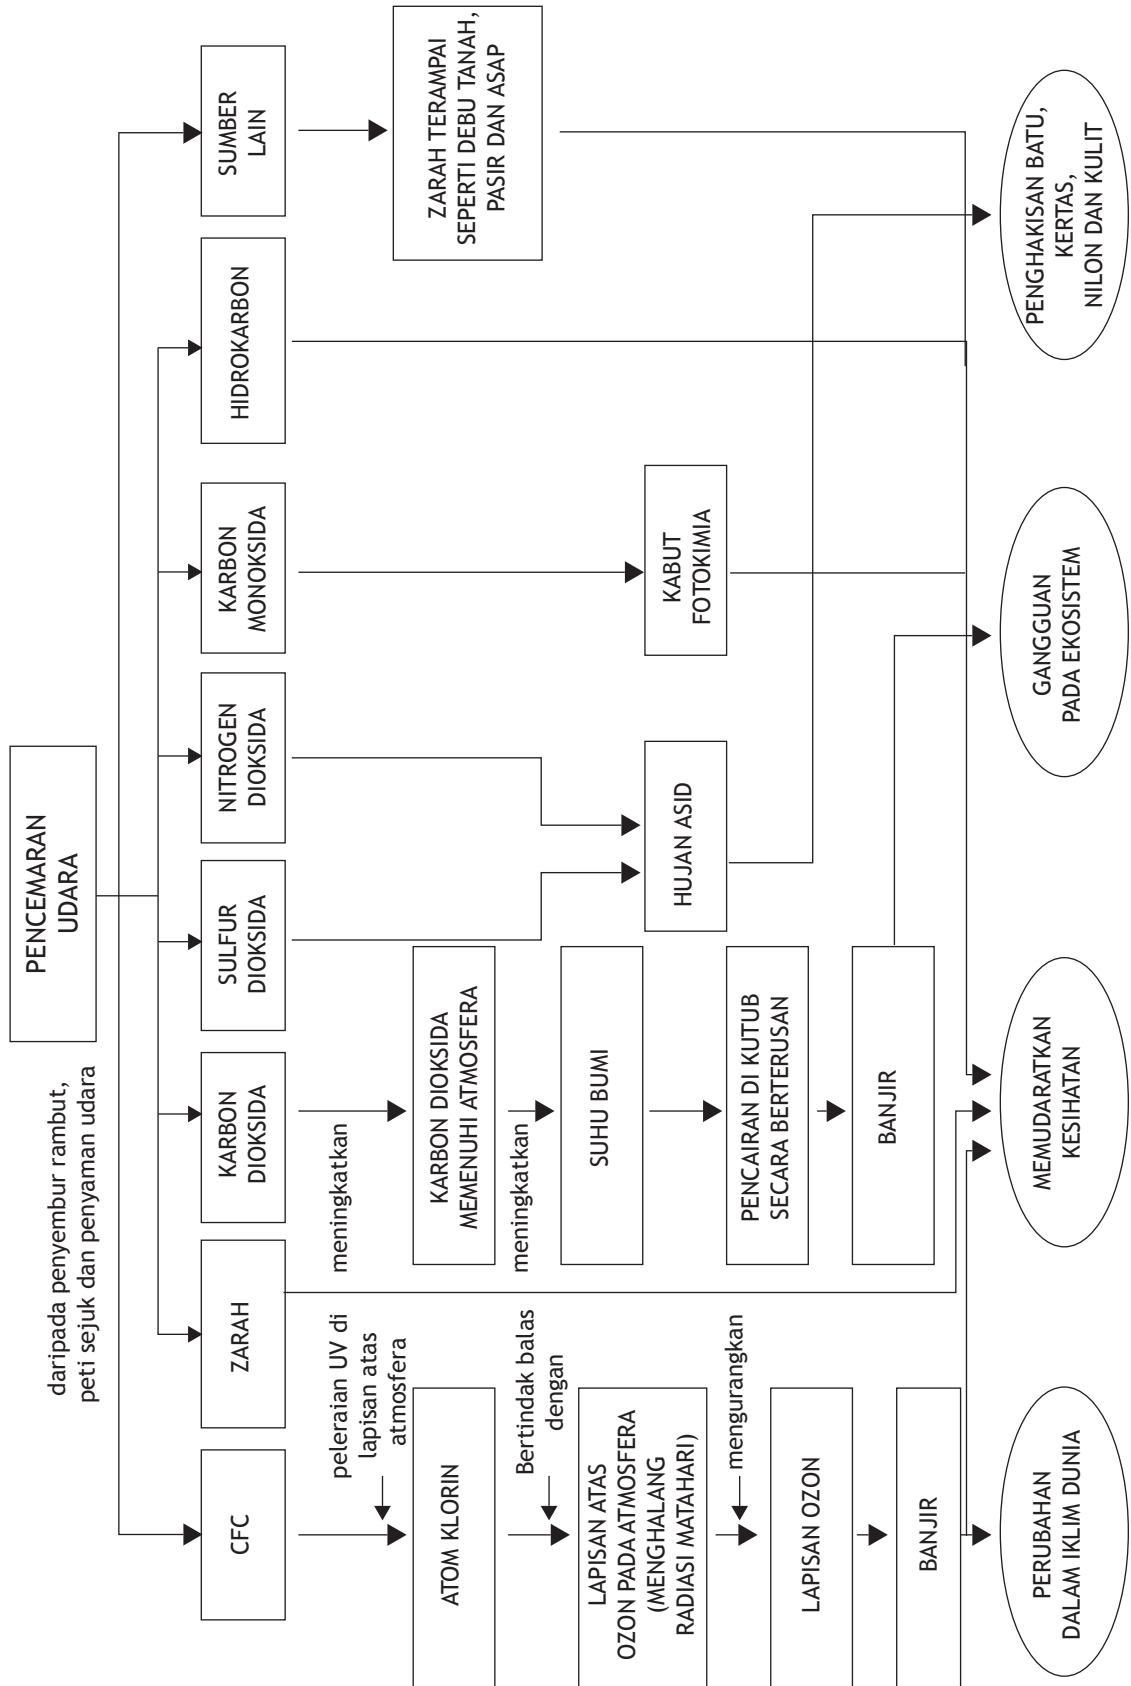 PENCEMARAN
UDARA
daripada penyembur rambut,
peti sejuk dan penyaman udara
CFC
ZARAH
KARBON
DIOKSIDA
SULFUR
DIOKSIDA
NITROGEN
DIOKSIDA
KARBON
MONOKSIDA
HIDROKARBON
SUMBER
LAIN
peleraian UV di
lapisan atas
atmosfera
meningkatkan
ATOM KLORIN
KARBON DIOKSIDA
MEMENUHI ATMOSFERA
ZARAH TERAMPAI
SEPERTI DEBU TANAH,
PASIR DAN ASAP
Bertindak balas
dengan
meningkatkan
LAPISAN ATAS
OZON PADA ATMOSFERA
(MENGHALANG
RADIASI MATAHARI)
SUHU BUMI
HUJAN ASID
KABUT
FOTOKIMIA
mengurangkan
PENCAIRAN DI KUTUB
SECARA BERTERUSAN
LAPISAN OZON
BANJIR
BANJIR
PERUBAHAN
DALAM IKLIM DUNIA
MEMUDARATKAN
KESIHATAN
GANGGUAN
PADA EKOSISTEM
PENGHAKISAN BATU,
KERTAS,
NILON DAN KULIT